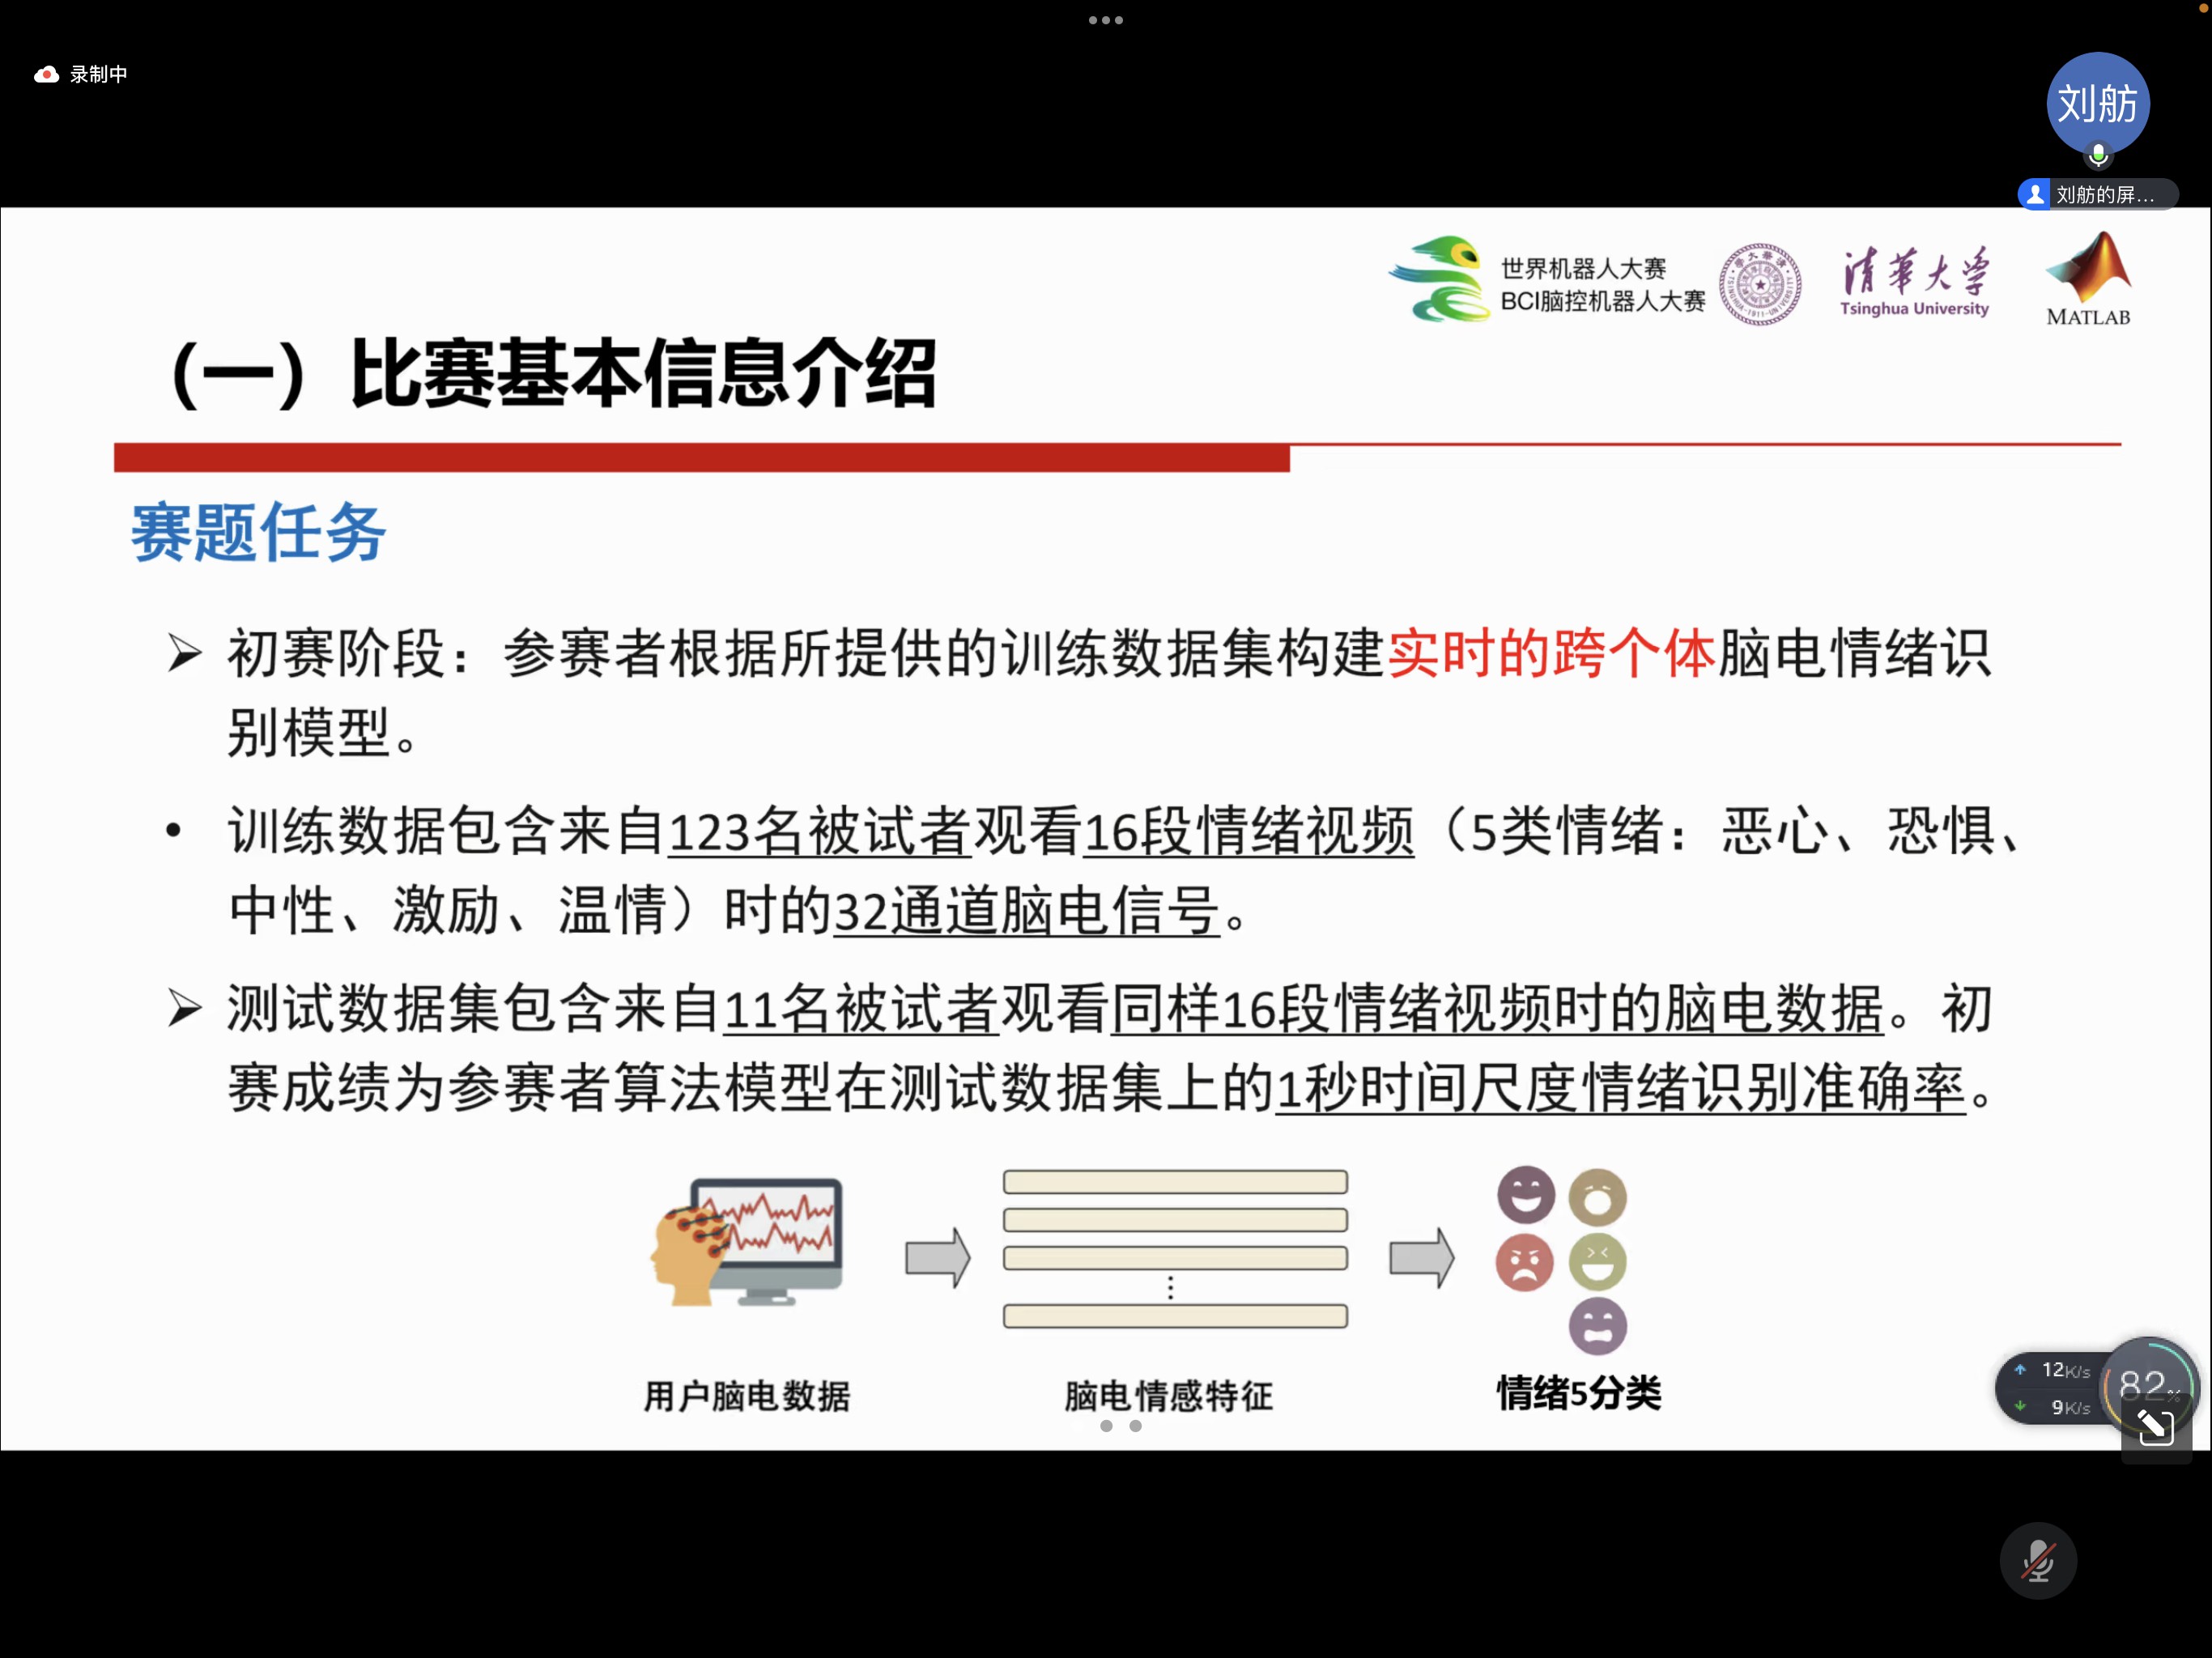 录制中
刘舫
刘舫的屏...
世界机器人大赛
BCI脑控机器人大赛
清华大学
Tsinghua University
MATLAB
（一）比赛基本信息介绍
赛题任务
➢ 初赛阶段：参赛者根据所提供的训练数据集构建实时的跨个体脑电情绪识
别模型。
• 训练数据包含来自123名被试者观看16段情绪视频（5类情绪：恶心、恐惧、
中性、激励、温情）时的32通道脑电信号。
➢ 测试数据集包含来自11名被试者观看同样16段情绪视频时的脑电数据。初
赛成绩为参赛者算法模型在测试数据集上的1秒时间尺度情绪识别准确率。
用户脑电数据
脑电情感特征
情绪5分类
12K/s
9K/s
82%